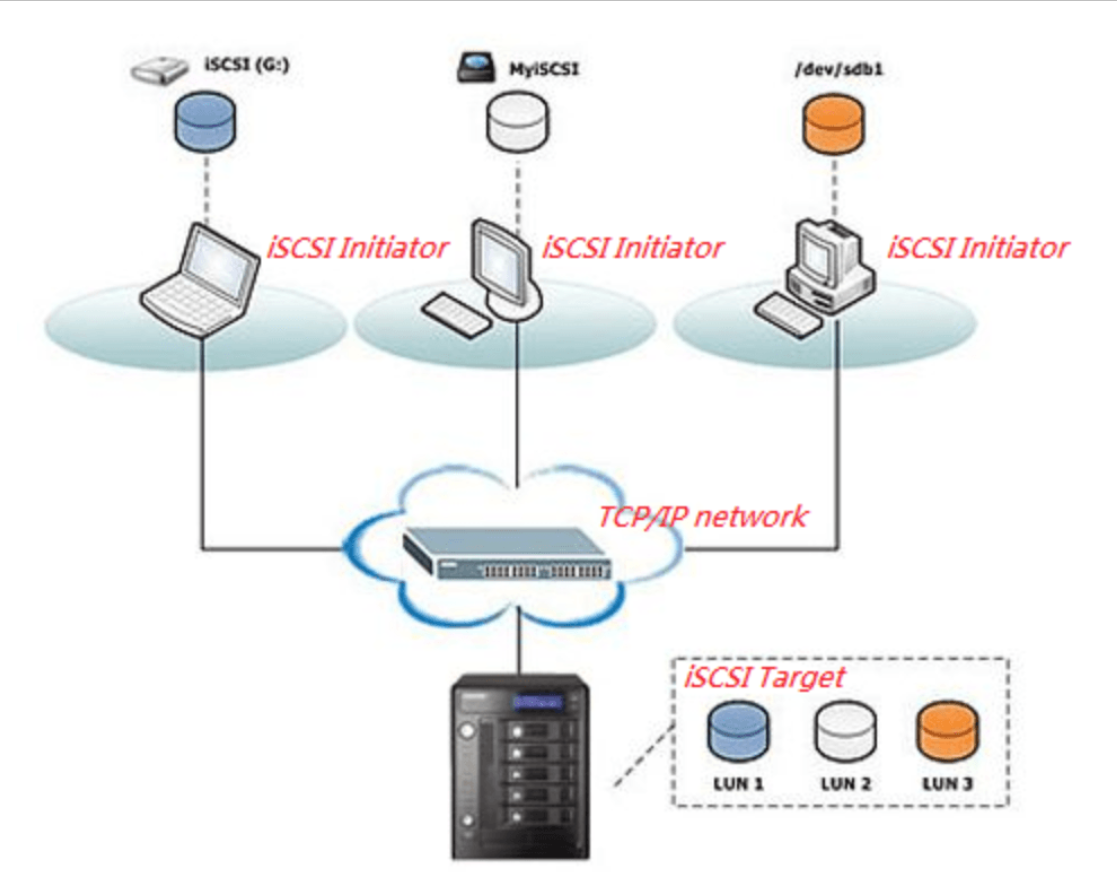 iSCSI (G:)
MyiSCSI
/dev/sdb1
iSCSI Initiator
iSCSI Initiator
iSCSI Initiator
TCP/IP network
iSCSI Target
LUN 1
LUN 2
LUN 3